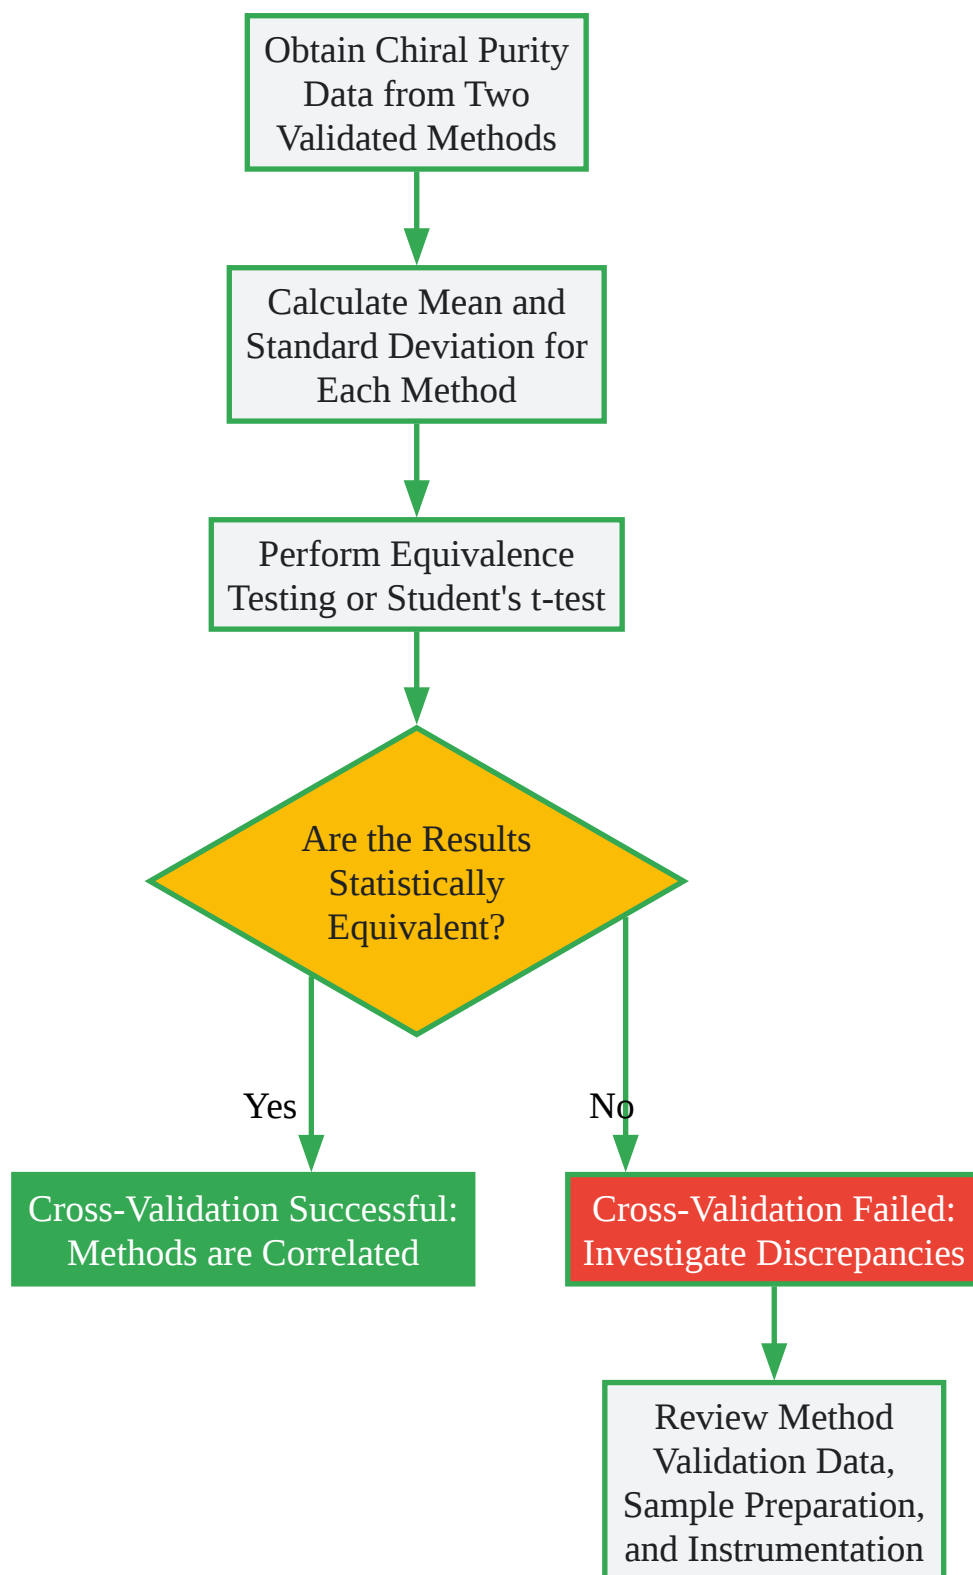 Obtain Chiral Purity
Data from Two
Validated Methods
Calculate Mean and
Standard Deviation for
Each Method
Perform Equivalence
Testing or Student's t-test
Are the Results
Statistically
Equivalent?
Yes
No
Cross-Validation Successful:
Methods are Correlated
Cross-Validation Failed:
Investigate Discrepancies
Review Method
Validation Data,
Sample Preparation,
and Instrumentation